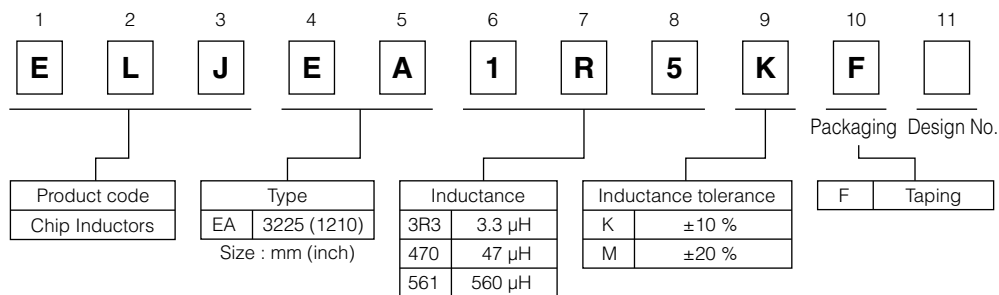 1 2 3 4 5 6 7 8 9 10 11
E L J E A 1 R 5 K F
Packaging Design No.
Product code
Chip Inductors
Type
EA 3225 (1210)
Size : mm (inch)
Inductance
3R3 3.3 µH
470 47 µH
561 560 µH
Inductance tolerance
K ±10 %
M ±20 %
F Taping